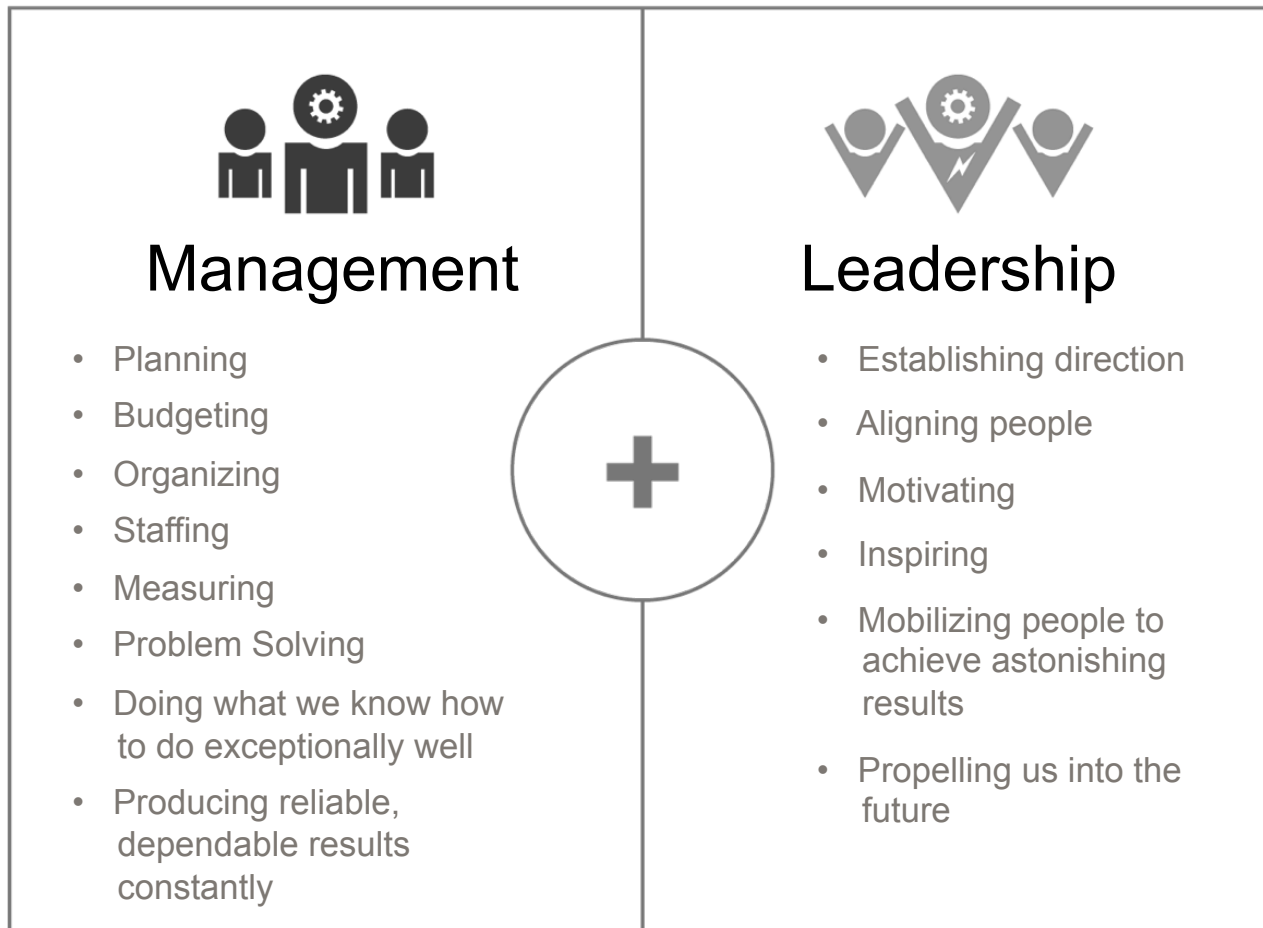 Management
• Planning
• Budgeting
• Organizing
• Staffing
• Measuring
• Problem Solving
• Doing what we know how
to do exceptionally well
• Producing reliable,
dependable results
constantly
+
Leadership
• Establishing direction
• Aligning people
• Motivating
• Inspiring
• Mobilizing people to
achieve astonishing
results
• Propelling us into the
future